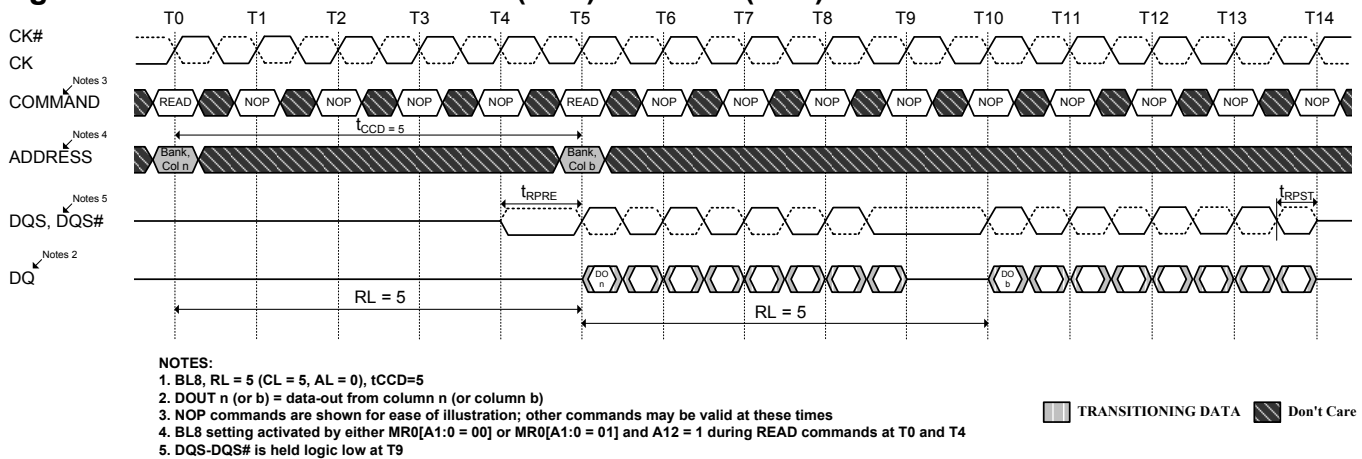 T0 T1 T2 T3 T4 T5 T6 T7 T8 T9 T10 T11 T12 T13 T14
CK#
CK
Notes 3
COMMAND
READ NOP NOP NOP NOP READ NOP NOP NOP NOP NOP NOP NOP NOP NOP
tCCD = 5
Notes 4
ADDRESS
Bank,
Col n
Bank,
Col b
Notes 5
DQS, DQS#
tRPRE
tRPST
Notes 2
DQ
DO
n
DO
b
RL = 5
RL = 5
NOTES:
1. BL8, RL = 5 (CL = 5, AL = 0), tCCD=5
2. DOUT n (or b) = data-out from column n (or column b)
3. NOP commands are shown for ease of illustration; other commands may be valid at these times
4. BL8 setting activated by either MR0[A1:0 = 00] or MR0[A1:0 = 01] and A12 = 1 during READ commands at T0 and T4
5. DQS-DQS# is held logic low at T9
TRANSITIONING DATA
Don't Care